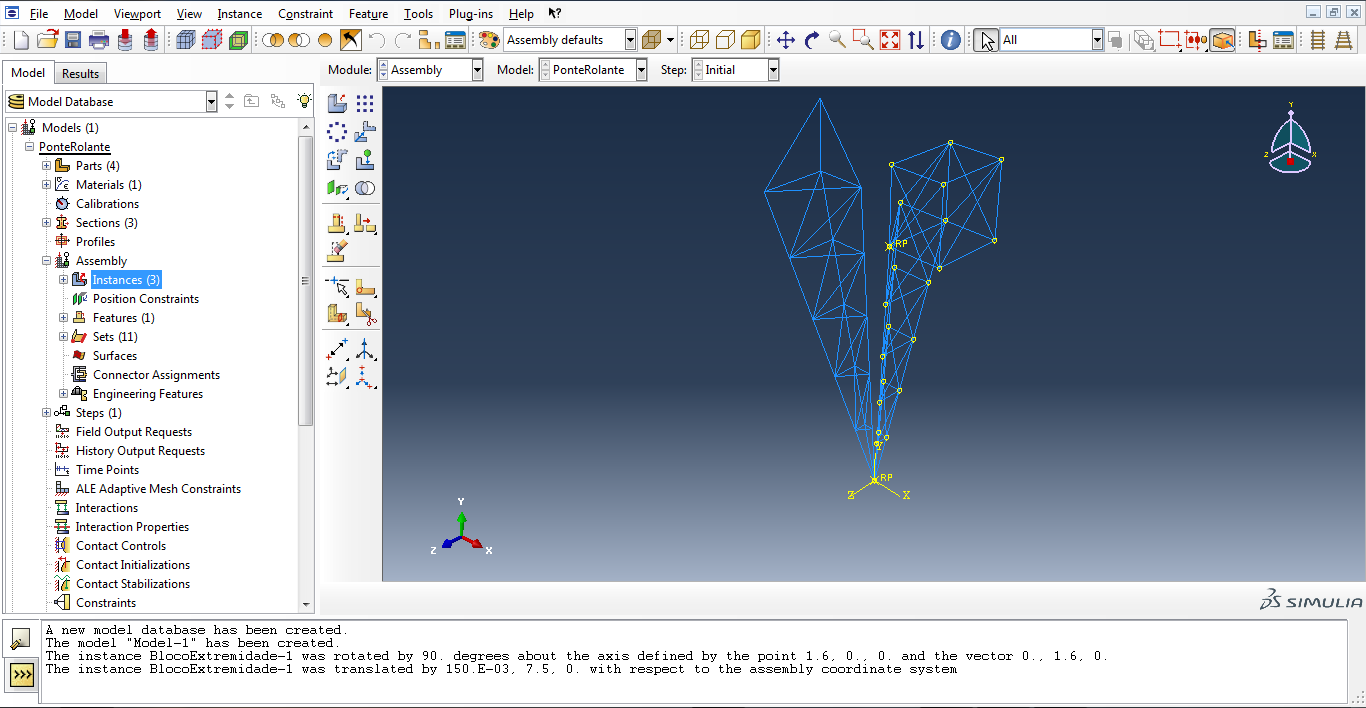 File Model Viewport View Instance Constraint Feature Tools Plug-ins Help
Assembly defaults
All
Model Results
Module: Assembly Model: PonteRolante Step: Initial
Model Database
Models (1)
PonteRolante
Parts (4)
Materials (1)
Calibrations
Sections (3)
Profiles
Assembly
Instances (3)
Position Constraints
Features (1)
Sets (11)
Surfaces
Connector Assignments
Engineering Features
Steps (1)
Field Output Requests
History Output Requests
Time Points
ALE Adaptive Mesh Constraints
Interactions
Interaction Properties
Contact Controls
Contact Initializations
Contact Stabilizations
Constraints
Y
Z X
RP
Y
RP
Z X
Y
Z X
SIMULIA
A new model database has been created.
The model "Model-1" has been created.
The instance BlocoExtremidade-1 was rotated by 90. degrees about the axis defined by the point 1.6, 0., 0. and the vector 0., 1.6, 0.
The instance BlocoExtremidade-1 was translated by 150.E-03, 7.5, 0. with respect to the assembly coordinate system
>>>